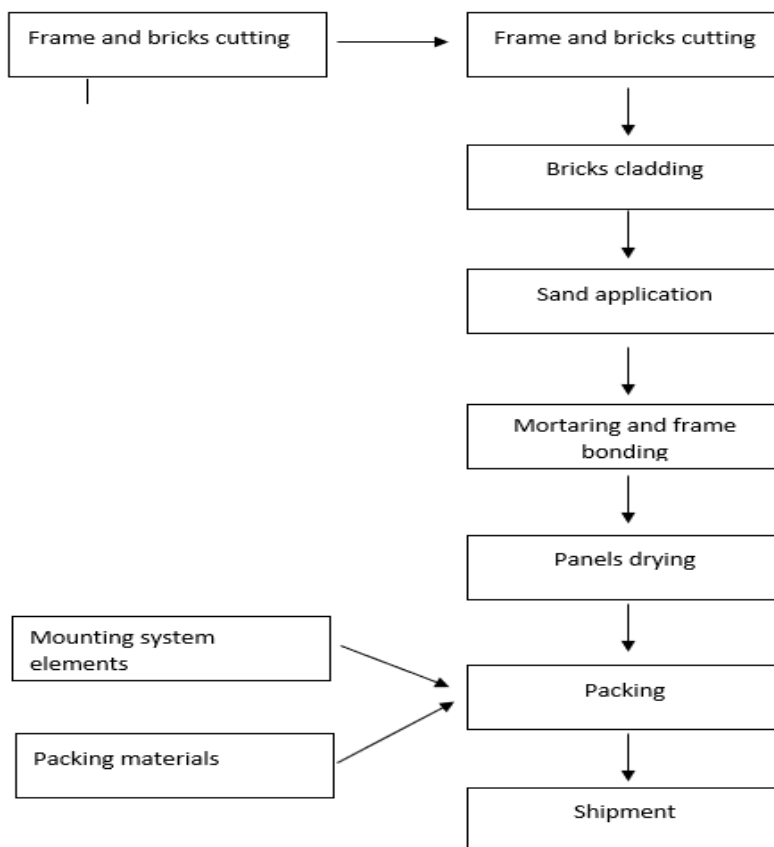 Frame and bricks cutting
Frame and bricks cutting
Bricks cladding
Sand application
Mortaring and frame
bonding
Panels drying
Mounting system
elements
Packing
Packing materials
Shipment